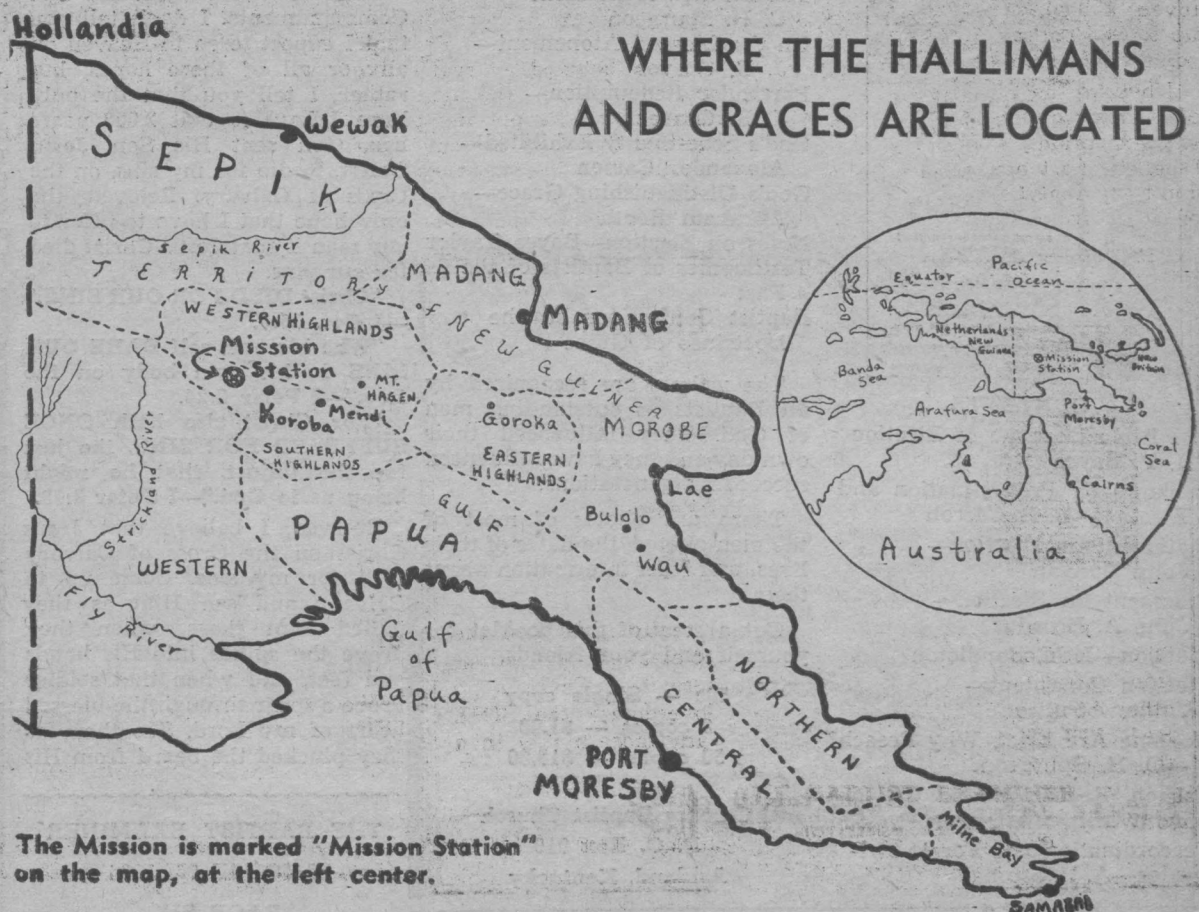 WHERE THE HALLIMANS
AND CRACES ARE LOCATED
Hollandia
Wewak
SEPIK
Sepik River
TERRITORY
of NEW GUINEA
MADANG
MADANG
WESTERN HIGHLANDS
Mission
Station
Koroba
Mendi
MT.
HAGEN
Goroka
MOROBE
EASTERN
HIGHLANDS
SOUTHERN
HIGHLANDS
Lae
Strickland River
GULF
PAPUA
Bulolo
Wau
WESTERN
Fly River
Gulf
of
Papua
NORTHERN
CENTRAL
PORT
MORESBY
Milne Bay
Equator
Pacific
Ocean
Netherlands
New
Guinea
Mission
Station
New
Britain
Banda
Sea
Arafura Sea
Port
Moresby
Coral
Sea
Cairns
Australia
The Mission is marked "Mission Station"
on the map, at the left center.